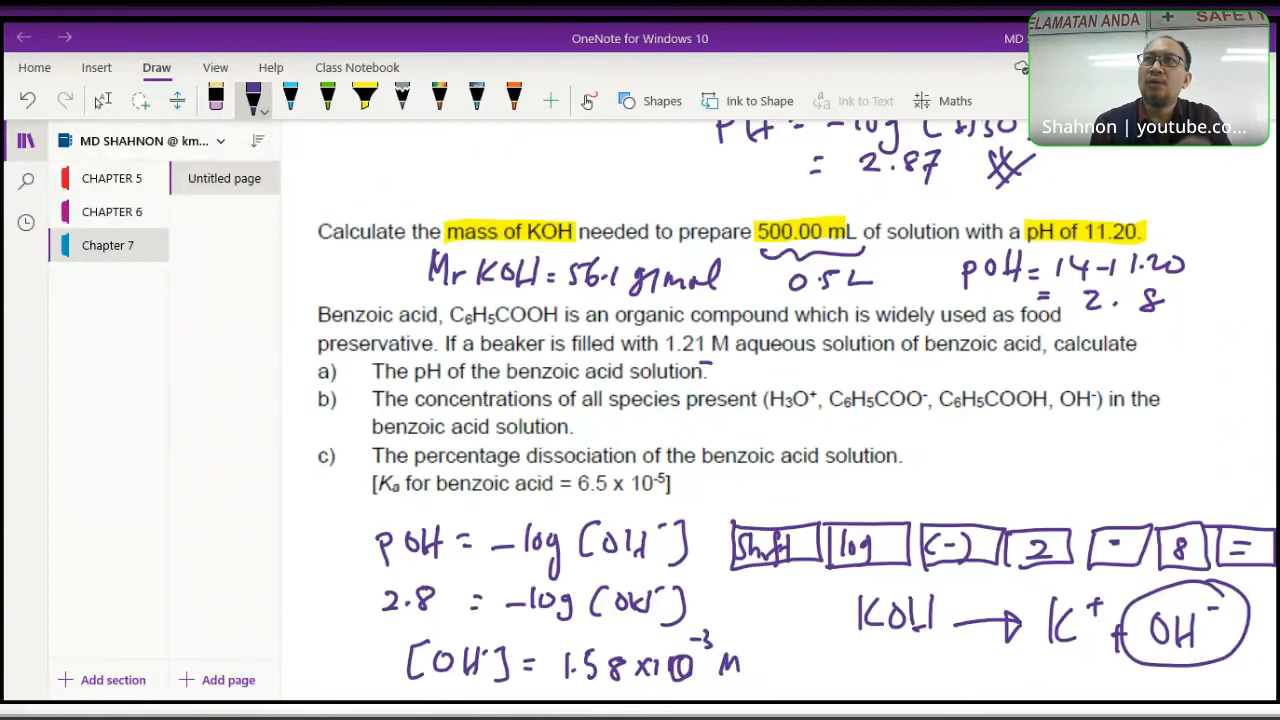 OneNote for Windows 10
MD S
ELAMATAN ANDA + SAFETY
Shahnon | youtube.co...
Home Insert Draw View Help Class Notebook
Shapes Ink to Shape Ink to Text Maths
MD SHAHNON @ km...
CHAPTER 5
CHAPTER 6
Chapter 7
Untitled page
= 2.87
Calculate the mass of KOH needed to prepare 500.00 mL of solution with a pH of 11.20.
Mr KOH = 56.1 g/mol 0.5 L pOH = 14-11.20
= 2.8
Benzoic acid, C₆H₅COOH is an organic compound which is widely used as food
preservative. If a beaker is filled with 1.21 M aqueous solution of benzoic acid, calculate
a) The pH of the benzoic acid solution.
b) The concentrations of all species present (H₃O⁺, C₆H₅COO⁻, C₆H₅COOH, OH⁻) in the
benzoic acid solution.
c) The percentage dissociation of the benzoic acid solution.
[Kₐ for benzoic acid = 6.5 x 10⁻⁵]
pOH = -log [OH⁻] Shift log (-) 2 . 8 =
2.8 = -log [OH⁻] KOH → K⁺ + OH⁻
[OH⁻] = 1.58 x 10⁻³ M
Add section Add page